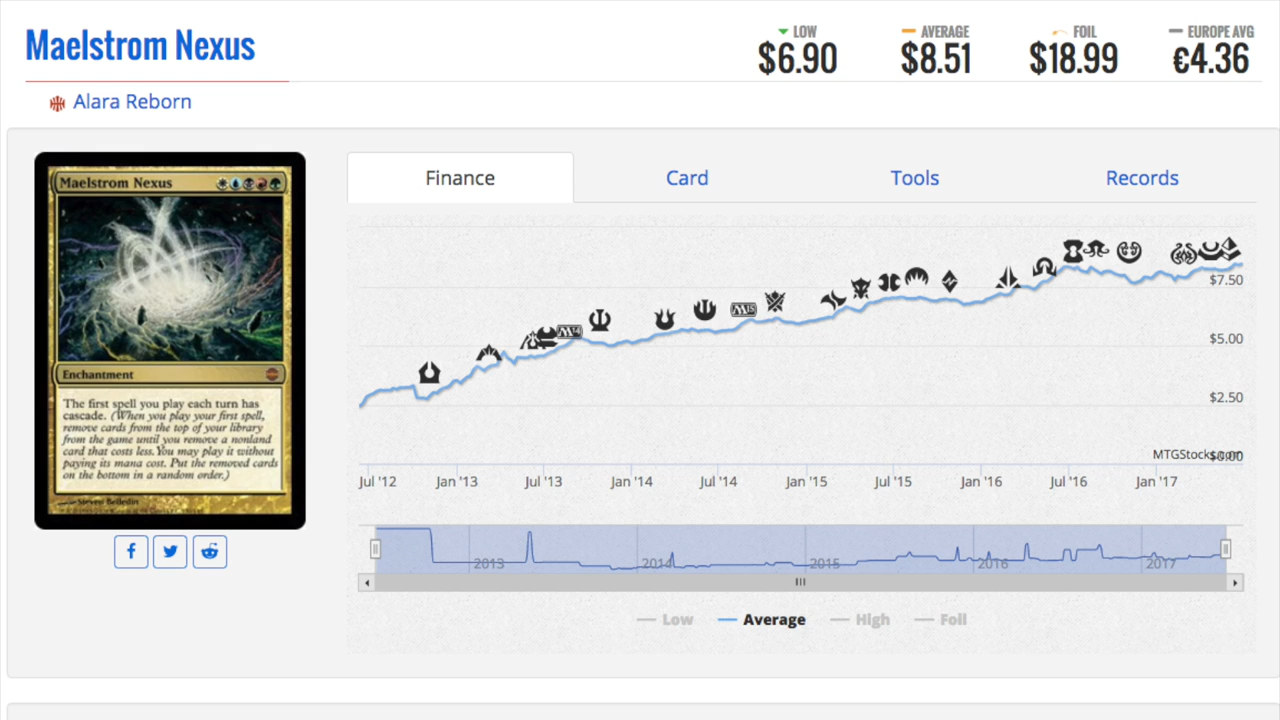 Maelstrom Nexus
LOW
$6.90
AVERAGE
$8.51
FOIL
$18.99
EUROPE AVG
€4.36
Alara Reborn
Maelstrom Nexus
Enchantment
The first spell you play each turn has
cascade. (When you play your first spell,
remove cards from the top of your library
from the game until you remove a nonland
card that costs less. You may play it without
paying its mana cost. Put the removed cards
on the bottom in a random order.)
Steven Belledin
Finance
Card
Tools
Records
M14
M15
$7.50
$5.00
$2.50
$0.00
MTGStocks.com
Jul '12
Jan '13
Jul '13
Jan '14
Jul '14
Jan '15
Jul '15
Jan '16
Jul '16
Jan '17
2013
2014
2015
2016
2017
Low
Average
High
Foil